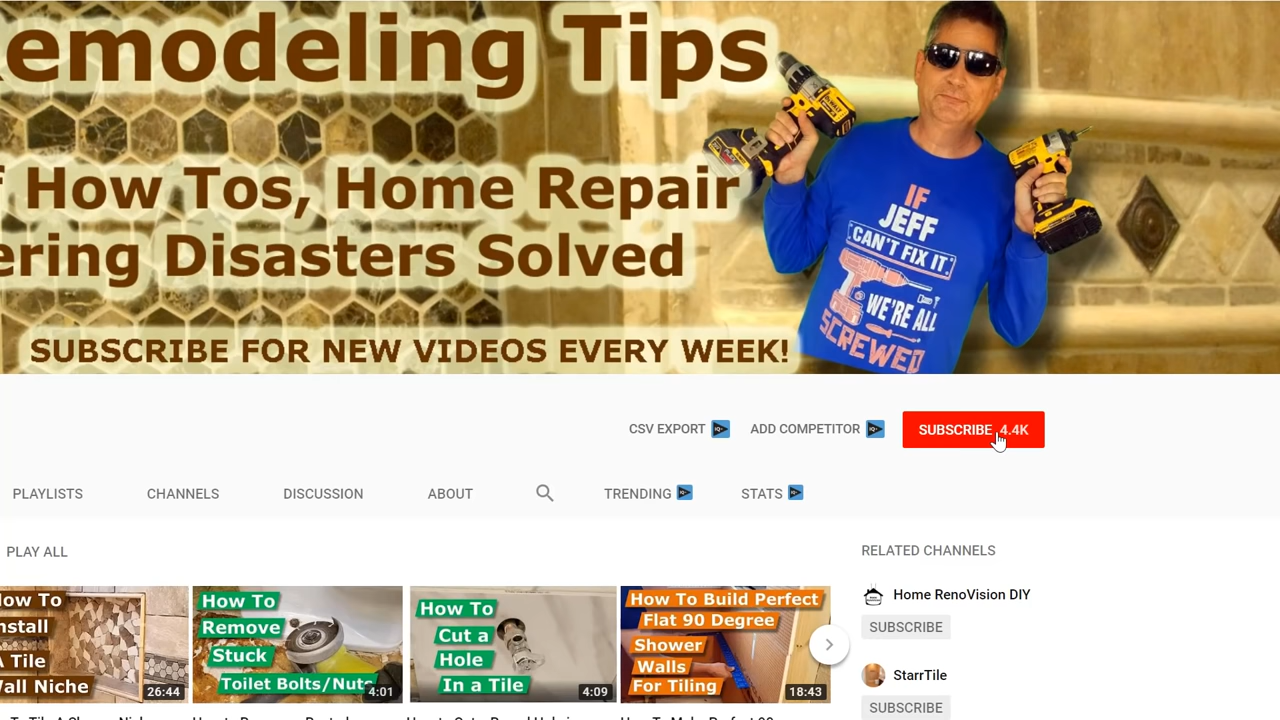 emodeling Tips
How Tos, Home Repair
ering Disasters Solved
SUBSCRIBE FOR NEW VIDEOS EVERY WEEK!
IF
JEFF
CAN'T FIX IT
WE'RE ALL
SCREWED
CSV EXPORT
ADD COMPETITOR
SUBSCRIBE 4.4K
PLAYLISTS
CHANNELS
DISCUSSION
ABOUT
TRENDING
STATS
PLAY ALL
How To
nstall
A Tile
Wall Niche
26:44
How To
Remove
Stuck
Toilet Bolts/Nuts
4:01
How To
Cut a
Hole
In a Tile
4:09
How To Build Perfect
Flat 90 Degree
Shower
Walls
For Tiling
18:43
RELATED CHANNELS
Home RenoVision DIY
SUBSCRIBE
StarrTile
SUBSCRIBE